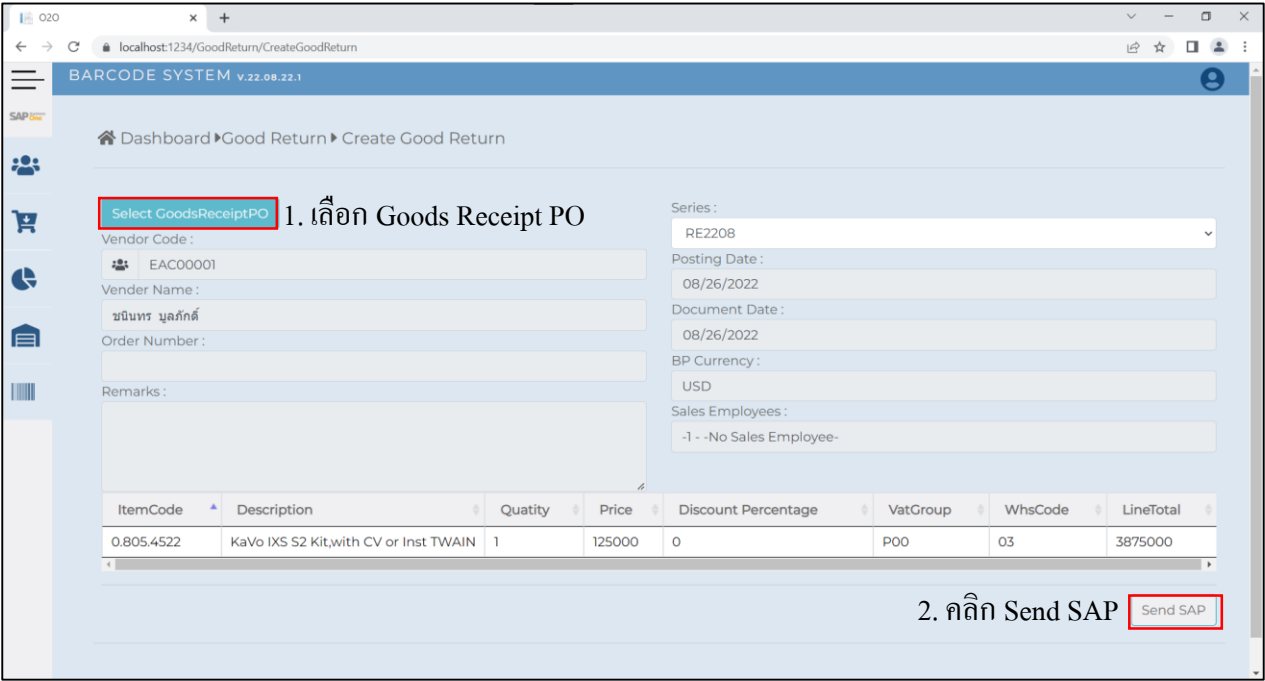 O2O
localhost:1234/GoodReturn/CreateGoodReturn
BARCODE SYSTEM V.22.08.22.1
SAP Business One
Dashboard Good Return Create Good Return
Select GoodsReceiptPO 1. เลือก Goods Receipt PO
Vendor Code :
EAC00001
Vender Name :
ชนินทร มูลภักดิ์
Order Number :
Remarks :
Series :
RE2208
Posting Date :
08/26/2022
Document Date :
08/26/2022
BP Currency :
USD
Sales Employees :
-1 - -No Sales Employee-
ItemCode Description Quatity Price Discount Percentage VatGroup WhsCode LineTotal
0.805.4522 KaVo IXS S2 Kit,with CV or Inst TWAIN 1 125000 0 P00 03 3875000
2. คลิก Send SAP Send SAP